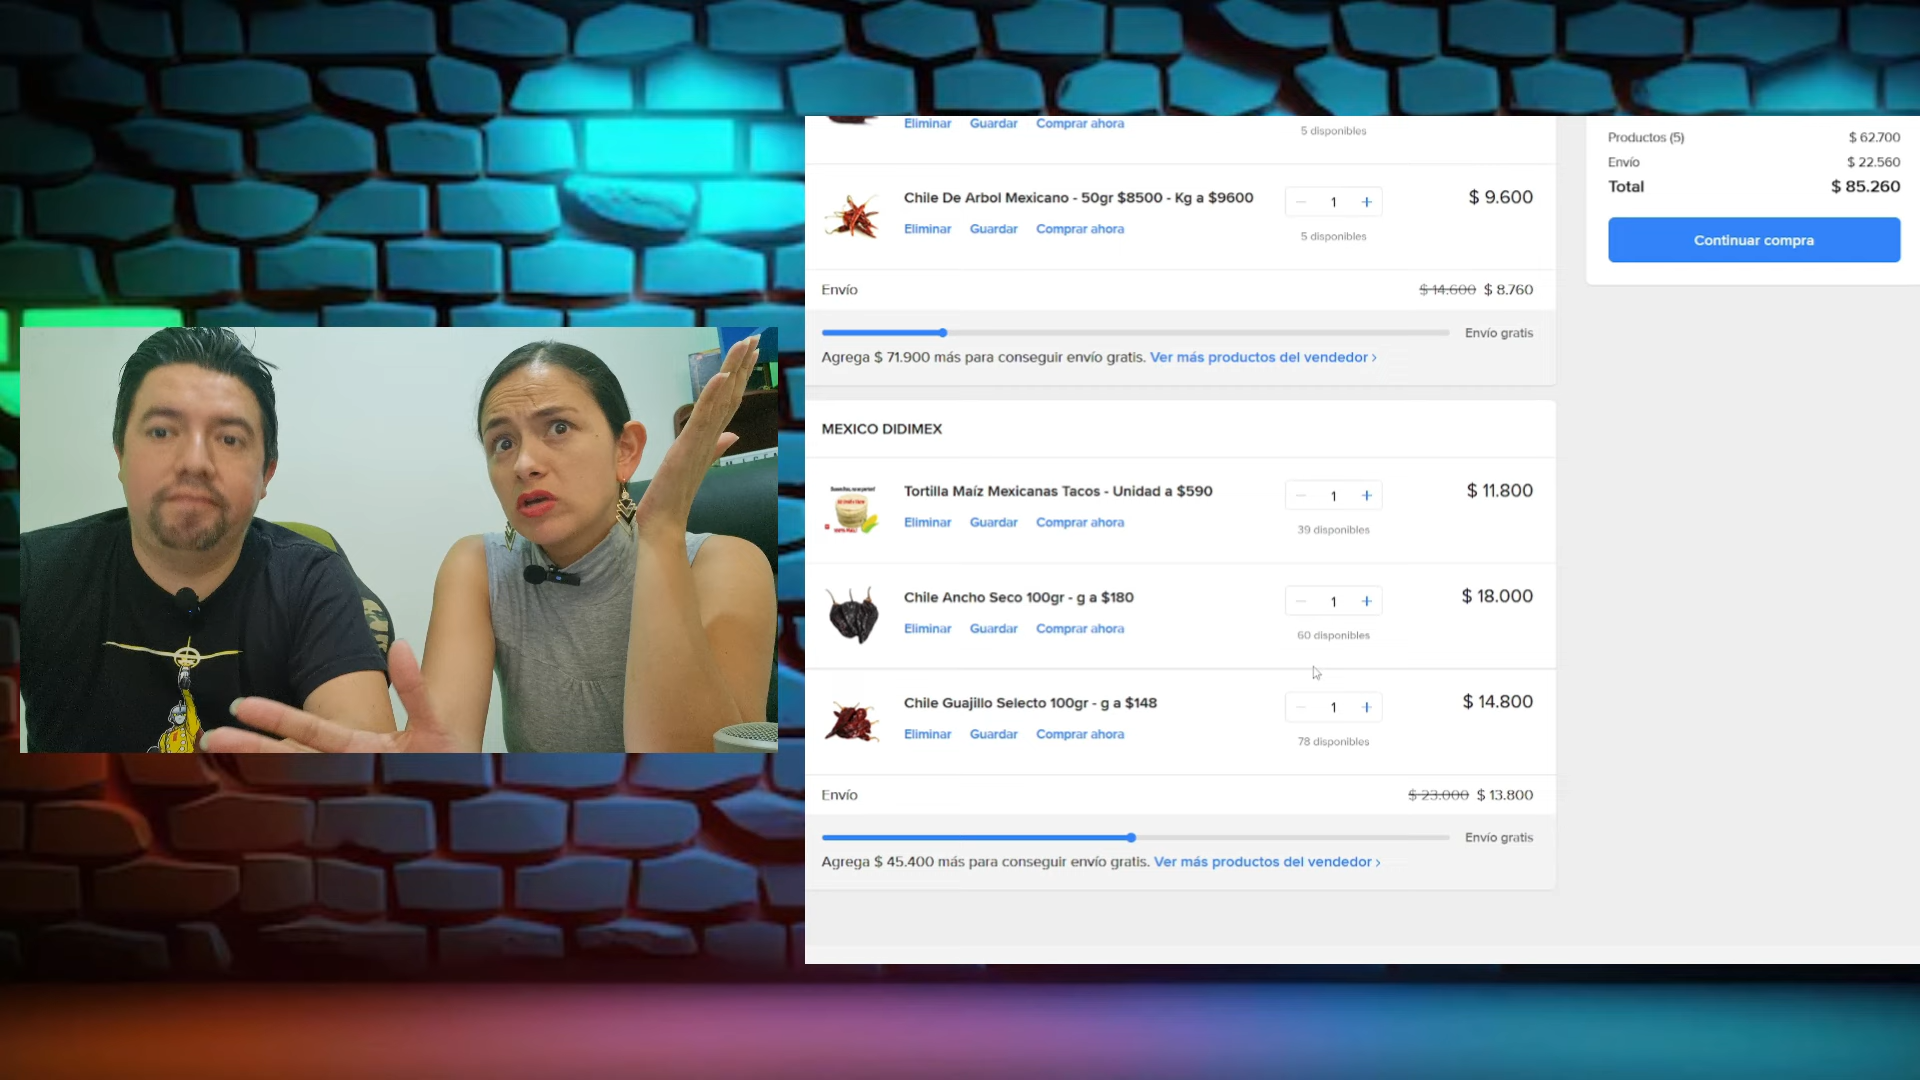 Eliminar Guardar Comprar ahora
5 disponibles
Chile De Arbol Mexicano - 50gr $8500 - Kg a $9600
1
$ 9.600
Eliminar Guardar Comprar ahora
5 disponibles
Envío
$ 14.600 $ 8.760
Envío gratis
Agrega $ 71.900 más para conseguir envío gratis. Ver más productos del vendedor
MEXICO DIDIMEX
Tortilla Maíz Mexicanas Tacos - Unidad a $590
1
$ 11.800
Eliminar Guardar Comprar ahora
39 disponibles
Chile Ancho Seco 100gr - g a $180
1
$ 18.000
Eliminar Guardar Comprar ahora
60 disponibles
Chile Guajillo Selecto 100gr - g a $148
1
$ 14.800
Eliminar Guardar Comprar ahora
78 disponibles
Envío
$ 23.000 $ 13.800
Envío gratis
Agrega $ 45.400 más para conseguir envío gratis. Ver más productos del vendedor
Productos (5) $ 62.700
Envío $ 22.560
Total $ 85.260
Continuar compra